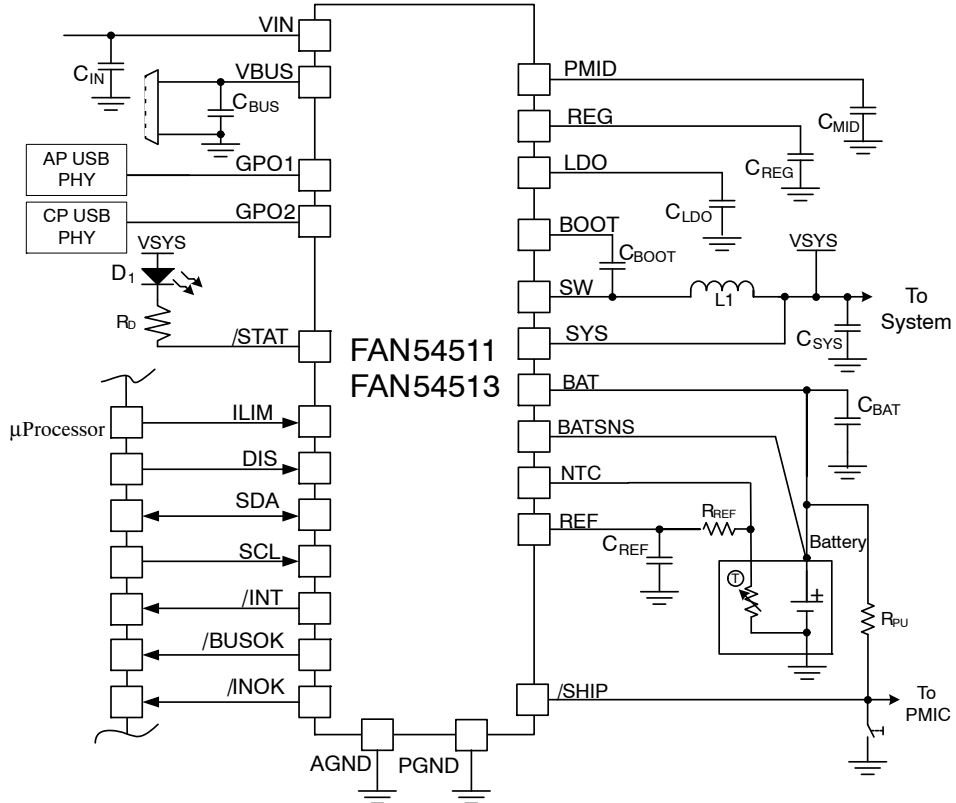 VIN
CIN
VBUS
CBUS
AP USB
PHY
GPO1
CP USB
PHY
GPO2
VSYS
D1
RD
/STAT
FAN54511
FAN54513
PMID
CMID
REG
CREG
LDO
CLDO
BOOT
CBOOT
VSYS
SW
L1
To
System
SYS
CSYS
BAT
CBAT
BATSNS
NTC
REF
RREF
CREF
Battery
T
+
RPU
/SHIP
To
PMIC
μProcessor
ILIM
DIS
SDA
SCL
/INT
/BUSOK
/INOK
AGND
PGND